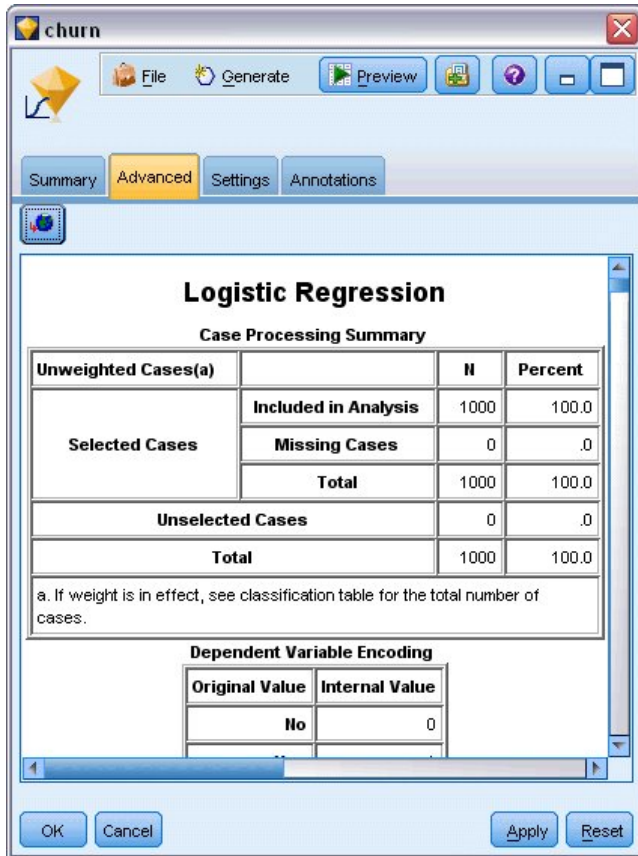 churn
File Generate Preview
Summary Advanced Settings Annotations
Logistic Regression
Case Processing Summary
Unweighted Cases(a) N Percent
Selected Cases Included in Analysis 1000 100.0
Missing Cases 0 .0
Total 1000 100.0
Unselected Cases 0 .0
Total 1000 100.0
a. If weight is in effect, see classification table for the total number of
cases.
Dependent Variable Encoding
Original Value Internal Value
No 0
OK Cancel Apply Reset